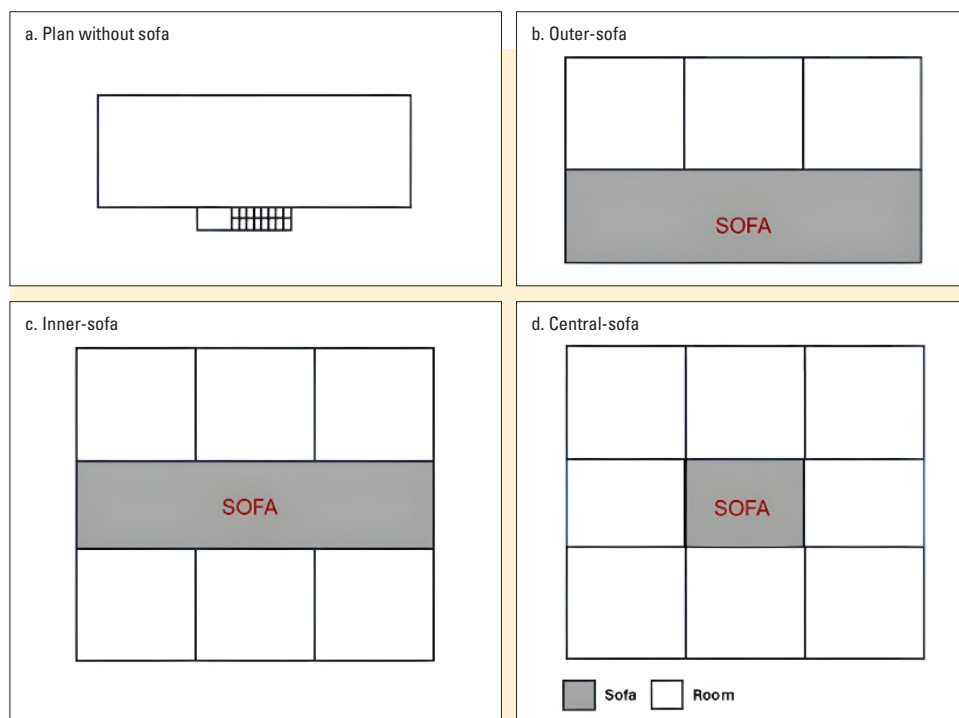 a. Plan without sofa
b. Outer-sofa
SOFA
c. Inner-sofa
SOFA
d. Central-sofa
SOFA
Sofa Room